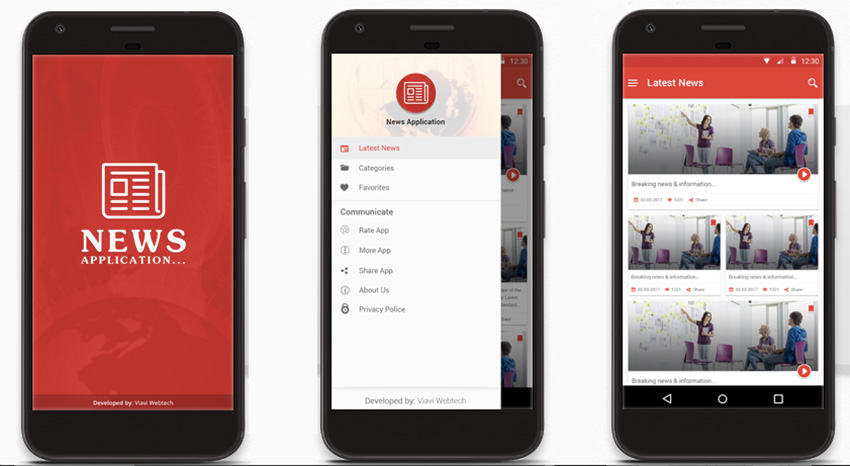 NEWS
APPLICATION...
Developed by: Viavi Webtech
12:30
News Application
Latest News
Categories
Favorites
Communicate
Rate App
More App
Share App
About Us
Privacy Police
Developed by: Viavi Webtech
latest
Share
Share
12:30
Latest News
Breaking news & information...
02-03-2017 1221 Share
Breaking news & information...
02-03-2017 1221 Share
Breaking news & information...
02-03-2017 1221 Share
Breaking news & information...